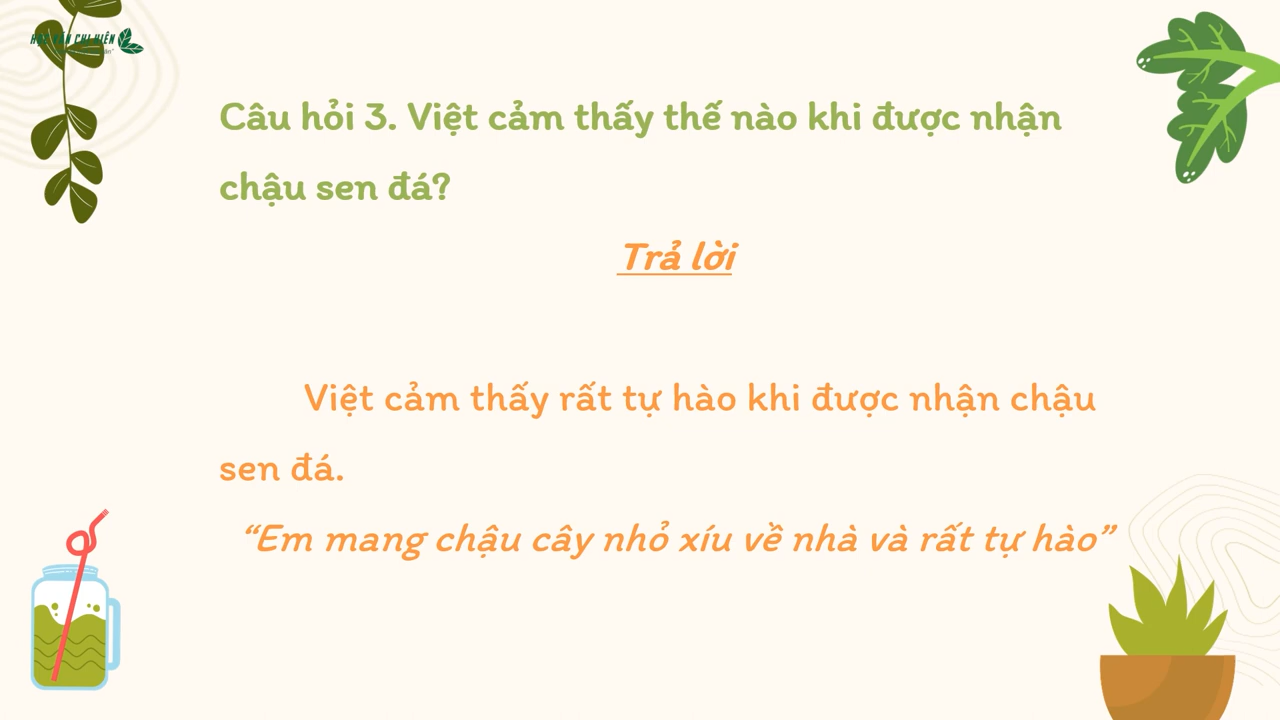 Câu hỏi 3. Việt cảm thấy thế nào khi được nhận
chậu sen đá?
Trả lời
Việt cảm thấy rất tự hào khi được nhận chậu
sen đá.
“Em mang chậu cây nhỏ xíu về nhà và rất tự hào”